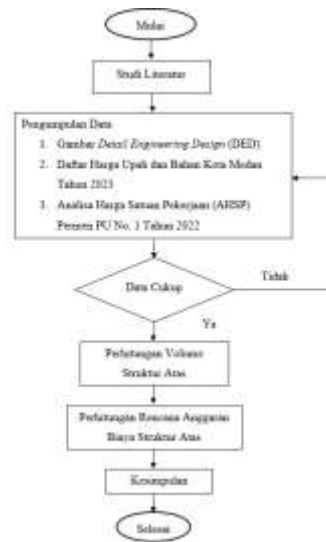 Mulai
Studi Literatur
Pengumpulan Data
1. Gambar Detail Engineering Design (DED)
2. Daftar Harga Upah dan Bahan Kota Medan
Tahun 2023
3. Analisa Harga Satuan Pekerjaan (AHSP)
Permen PU No. 1 Tahun 2022
Data Cukup
Tidak
Ya
Perhitungan Volume
Struktur Atas
Perhitungan Rencana Anggaran
Biaya Struktur Atas
Kesimpulan
Selesai